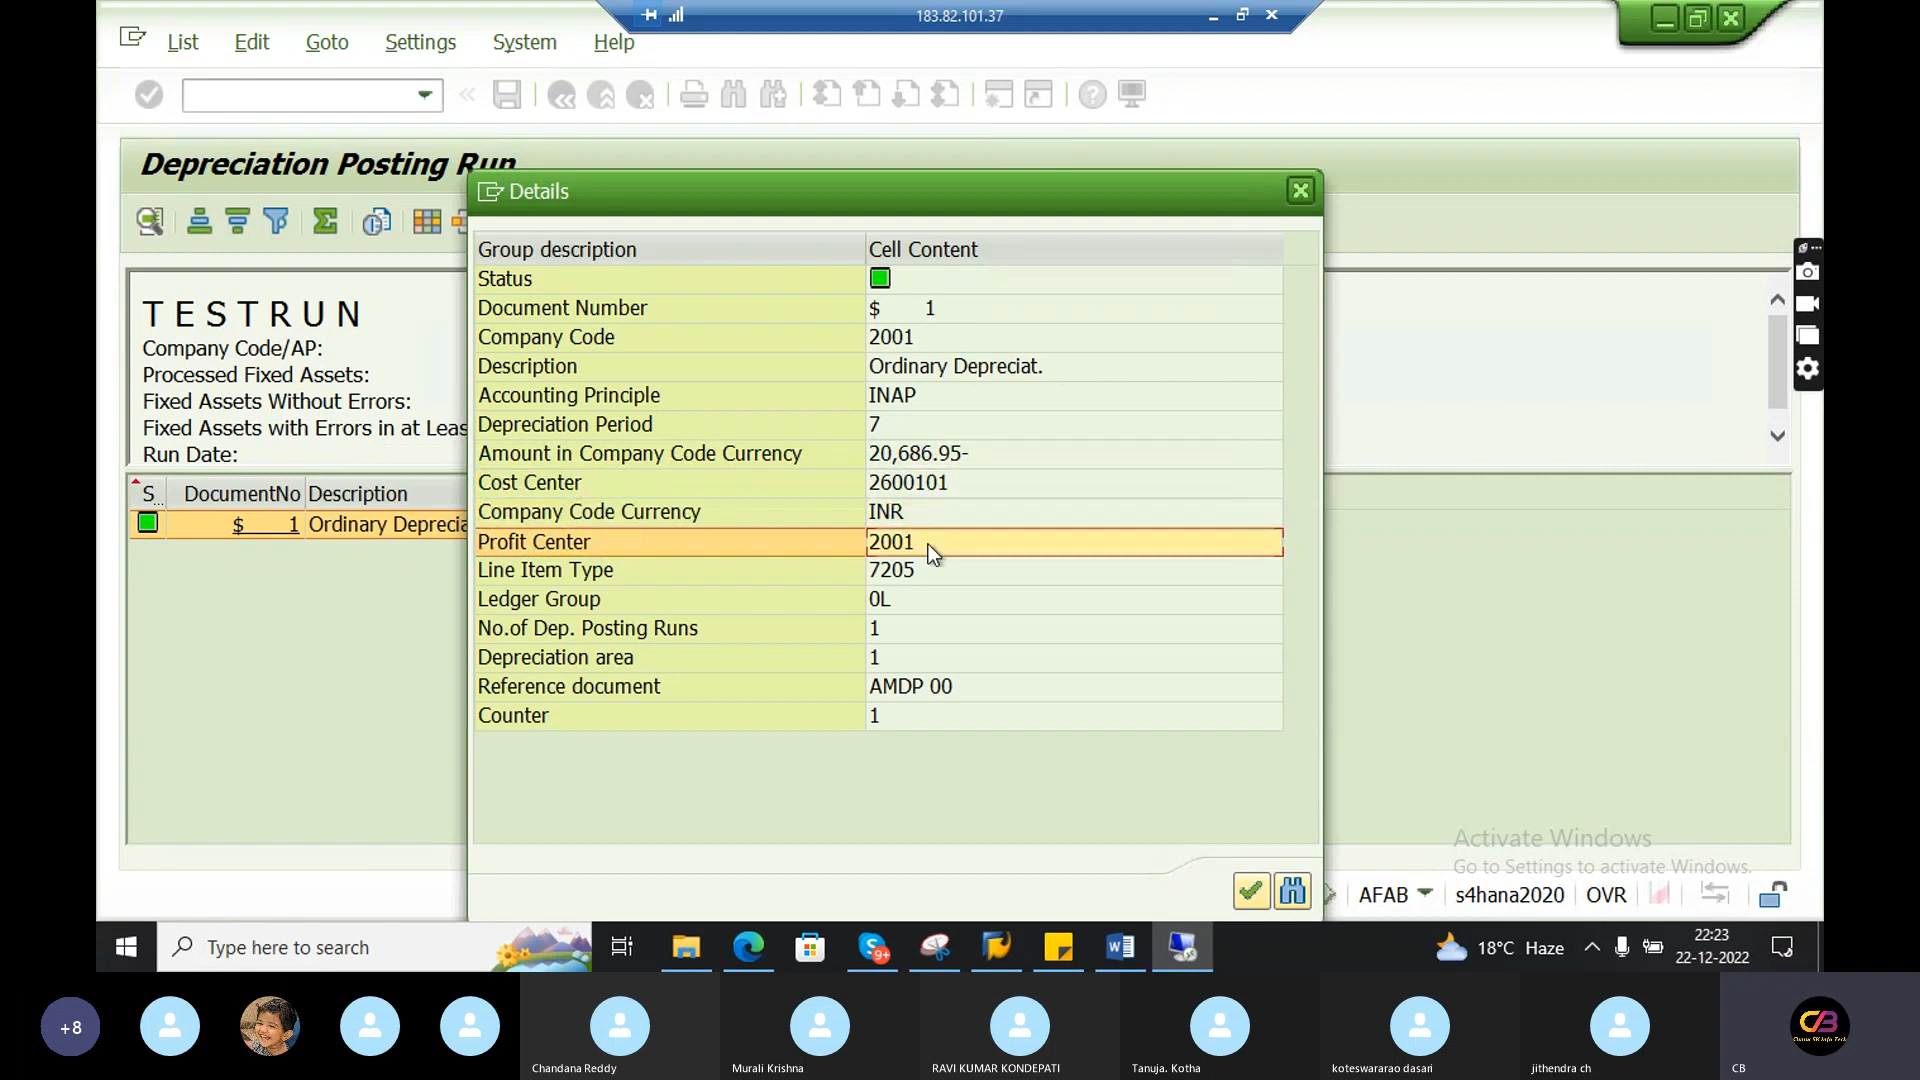 183.82.101.37
List Edit Goto Settings System Help
Depreciation Posting Run
Details
Group description Cell Content
Status
Document Number $ 1
Company Code 2001
Description Ordinary Depreciat.
Accounting Principle INAP
Depreciation Period 7
Amount in Company Code Currency 20,686.95-
Cost Center 2600101
Company Code Currency INR
Profit Center 2001
Line Item Type 7205
Ledger Group 0L
No.of Dep. Posting Runs 1
Depreciation area 1
Reference document AMDP 00
Counter 1
TESTRUN
Company Code/AP:
Processed Fixed Assets:
Fixed Assets Without Errors:
Fixed Assets with Errors in at Leas
Run Date:
S... DocumentNo Description
$ 1 Ordinary Deprecia
Activate Windows
Go to Settings to activate Windows.
AFAB s4hana2020 OVR
Type here to search
9+
18°C Haze
22:23
22-12-2022
+8
Chandana Reddy
Murali Krishna
RAVI KUMAR KONDEPATI
Tanuja. Kotha
koteswararao dasari
jithendra ch
CB